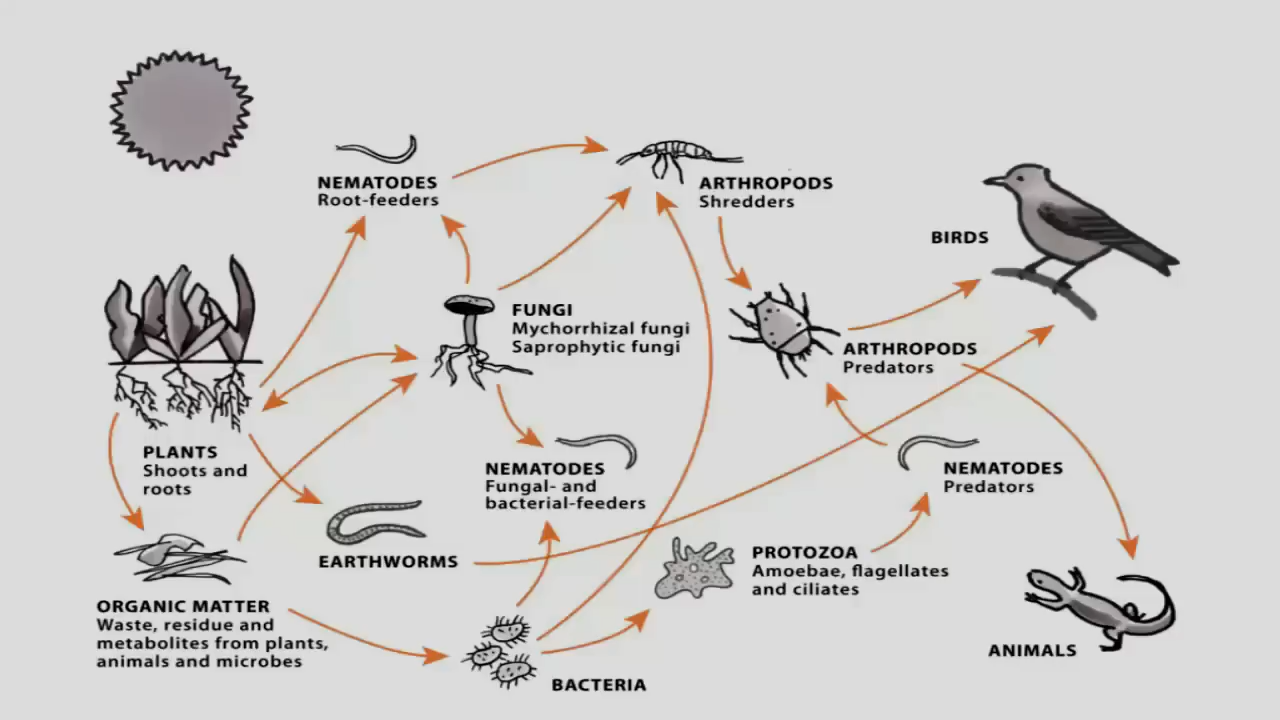 NEMATODES
Root-feeders
ARTHROPODS
Shredders
BIRDS
FUNGI
Mychorrhizal fungi
Saprophytic fungi
ARTHROPODS
Predators
PLANTS
Shoots and
roots
NEMATODES
Fungal- and
bacterial-feeders
NEMATODES
Predators
EARTHWORMS
PROTOZOA
Amoebae, flagellates
and ciliates
ORGANIC MATTER
Waste, residue and
metabolites from plants,
animals and microbes
ANIMALS
BACTERIA